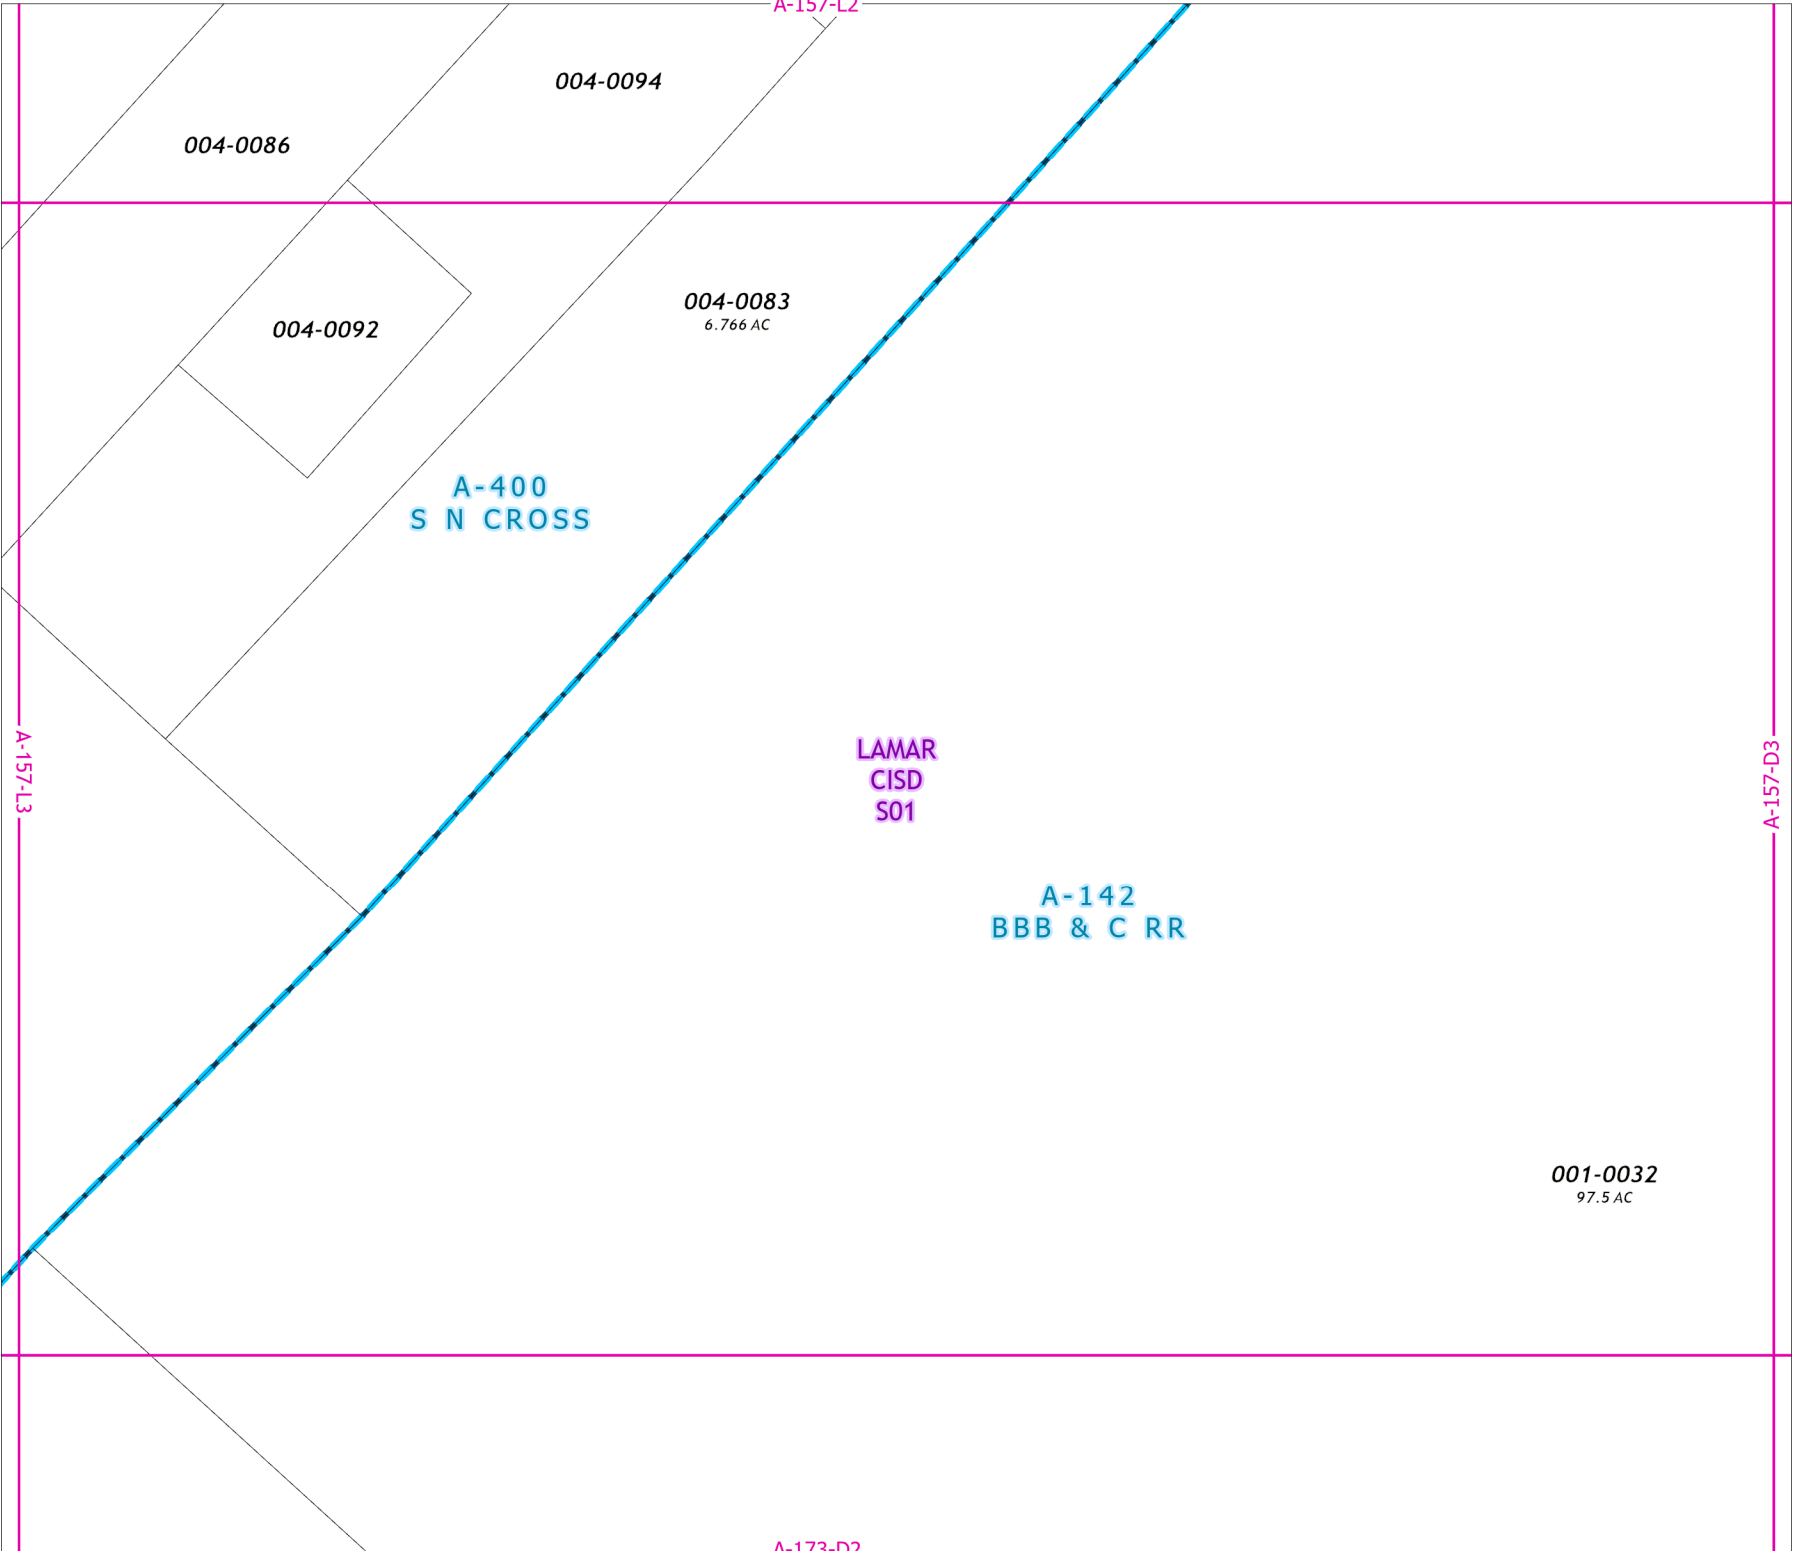 A-157-L2
004-0094
004-0086
004-0083
6.766 AC
004-0092
A-400
S N CROSS
LAMAR
CISD
S01
A-157-L3
A-157-D3
A-142
BBB & C RR
001-0032
97.5 AC
A-173-D2